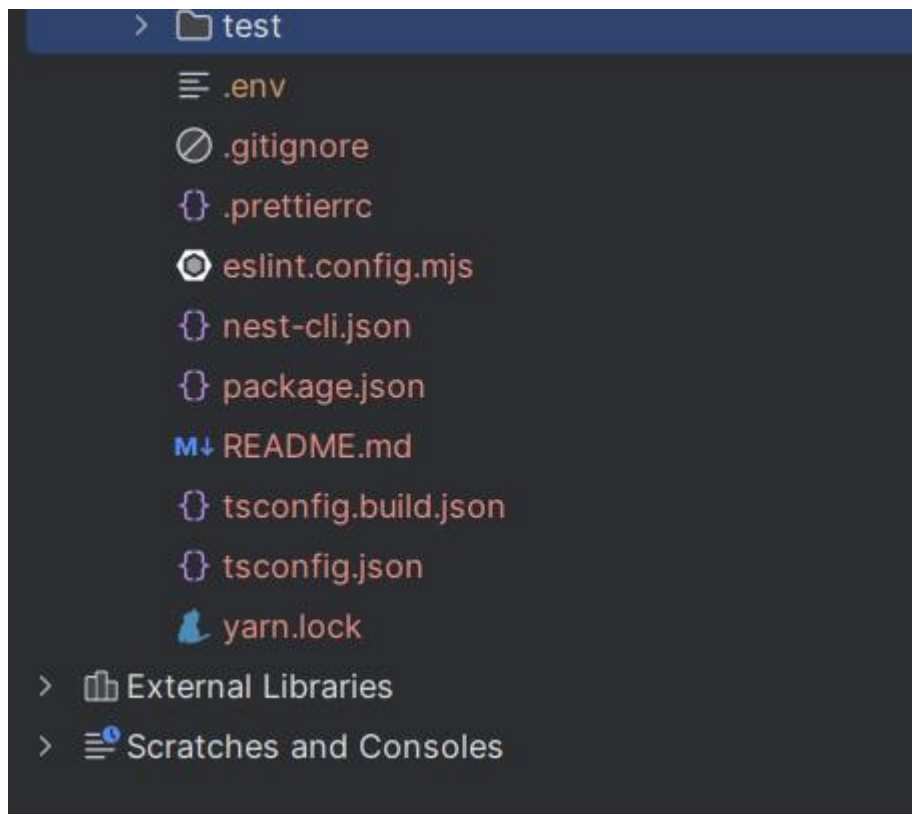 test
.env
.gitignore
.prettierrc
eslint.config.mjs
nest-cli.json
package.json
M↓ README.md
tsconfig.build.json
tsconfig.json
yarn.lock
External Libraries
Scratches and Consoles